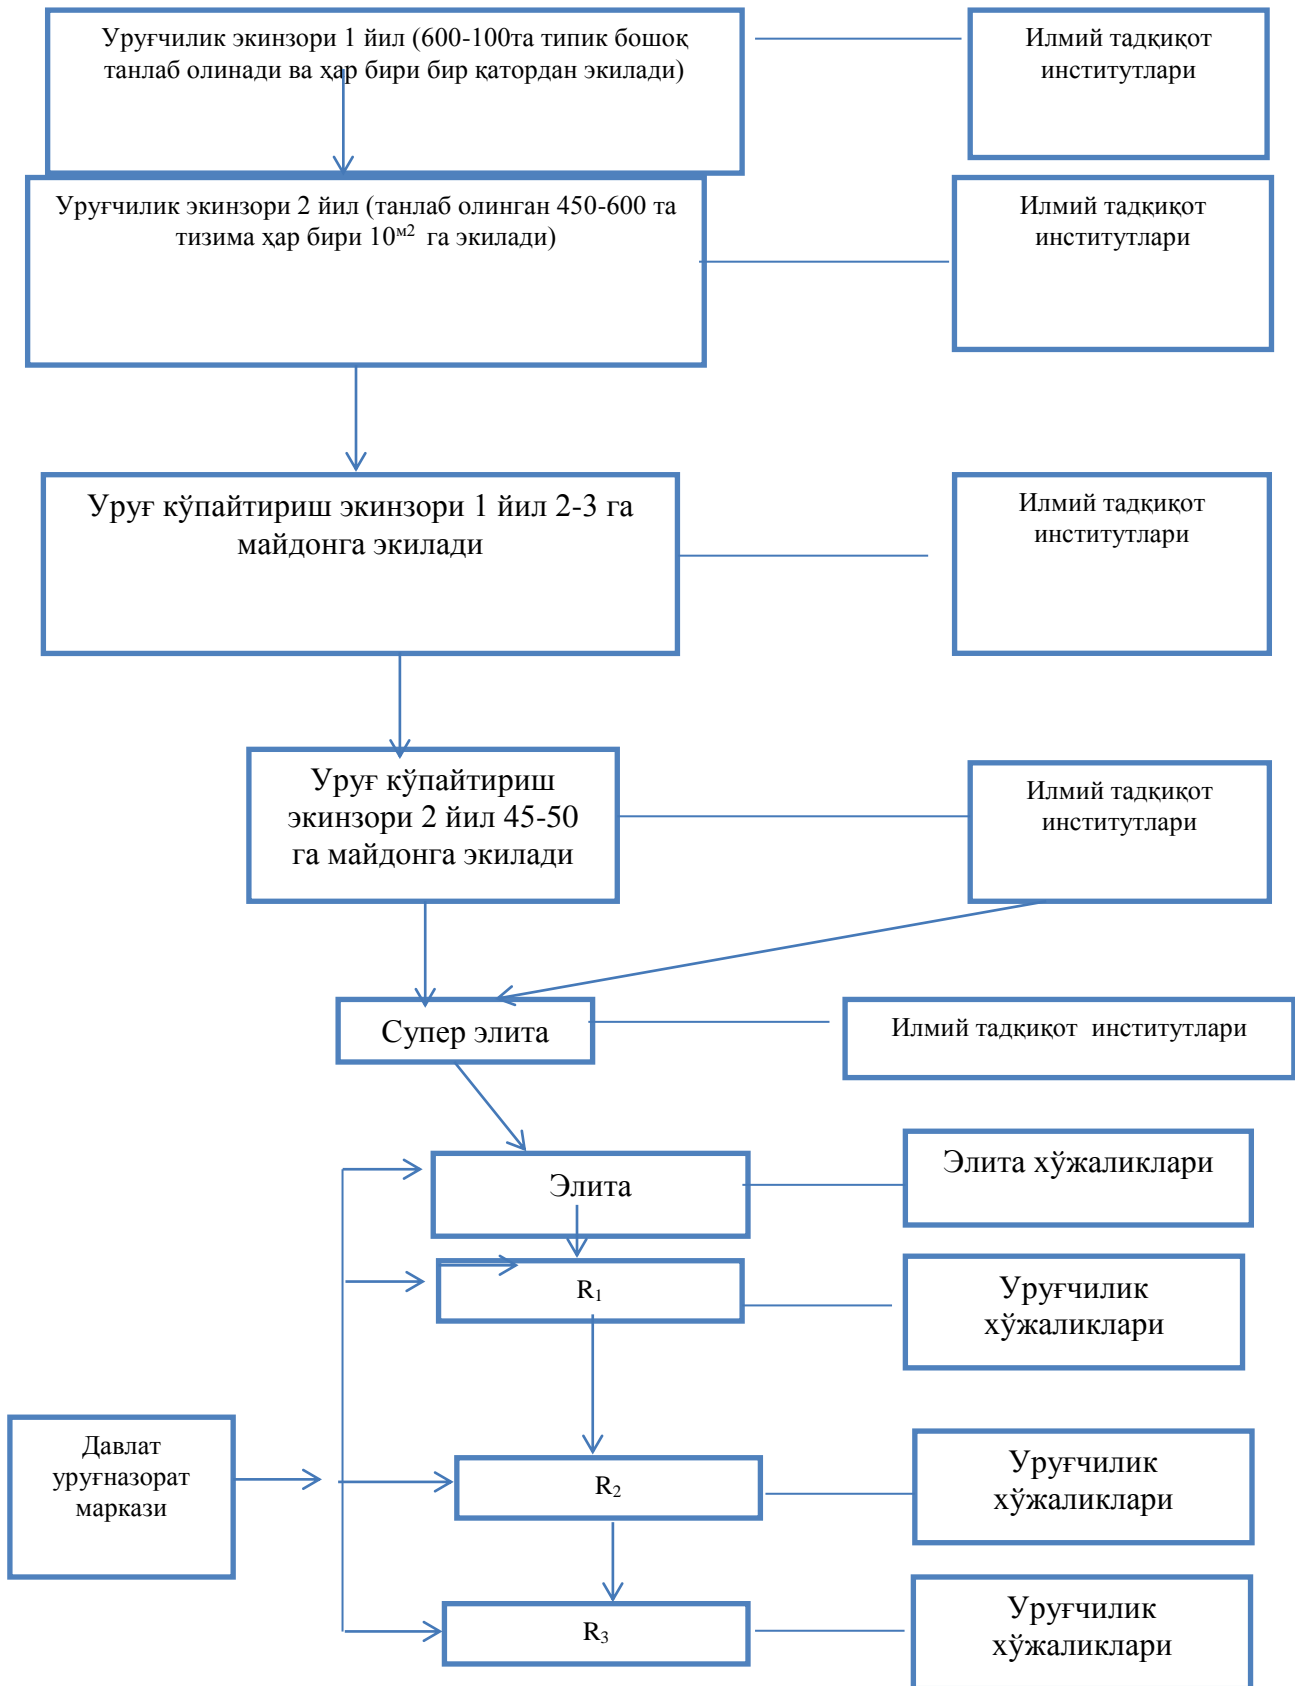 Уруғчилик экинзори 1 йил (600-100та типик бошоқ
танлаб олинади ва ҳар бири бир қатордан экилади)
Илмий тадқиқот
институтлари
Уруғчилик экинзори 2 йил (танлаб олинган 450-600 та
тизима ҳар бири 10м2 га экилади)
Илмий тадқиқот
институтлари
Уруғ кўпайтириш экинзори 1 йил 2-3 га
майдонга экилади
Илмий тадқиқот
институтлари
Уруғ кўпайтириш
экинзори 2 йил 45-50
га майдонга экилади
Илмий тадқиқот
институтлари
Супер элита
Илмий тадқиқот институтлари
Элита
Элита хўжаликлари
R1
Уруғчилик
хўжаликлари
Давлат
уруғназорат
маркази
R2
Уруғчилик
хўжаликлари
R3
Уруғчилик
хўжаликлари